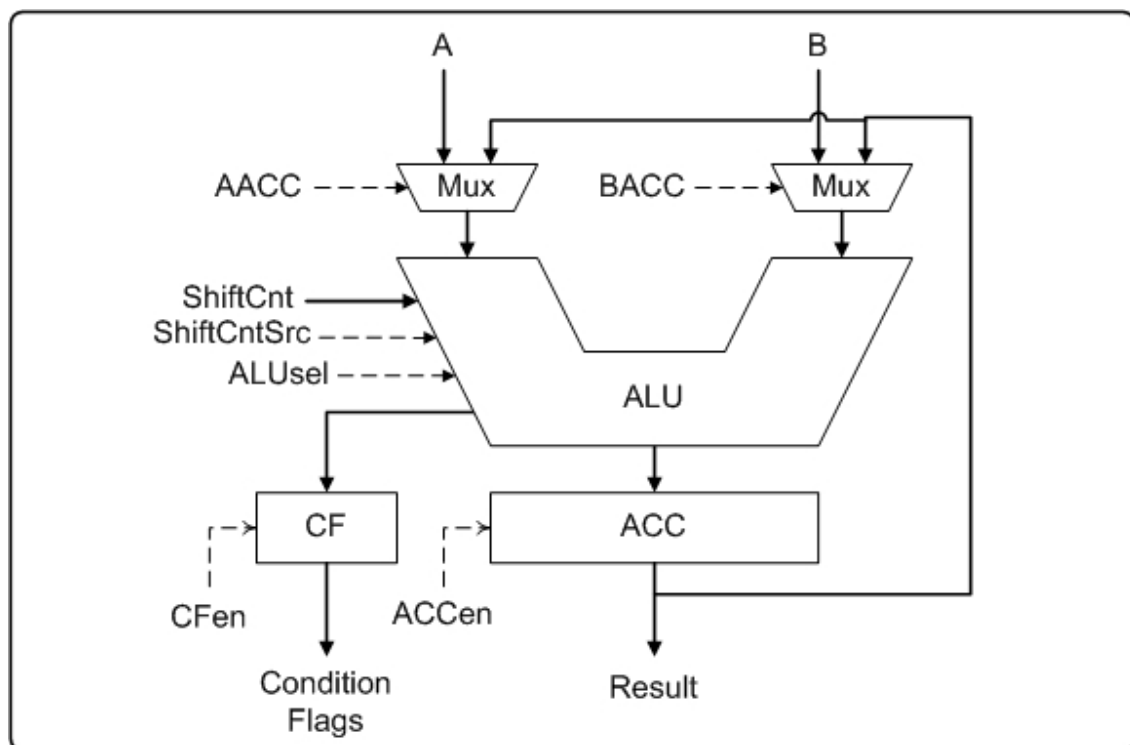 A
B
AACC
Mux
BACC
Mux
ShiftCnt
ShiftCntSrc
ALUsel
ALU
CF
ACC
CFen
ACCen
Condition
Flags
Result